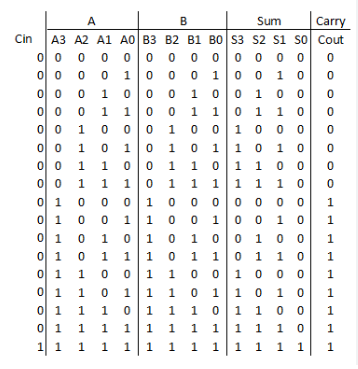 A B Sum Carry
Cin A3 A2 A1 A0 B3 B2 B1 B0 S3 S2 S1 S0 Cout
0 0 0 0 0 0 0 0 0 0 0 0 0 0
0 0 0 0 1 0 0 0 1 0 0 1 0 0
0 0 0 1 0 0 0 1 0 0 1 0 0 0
0 0 0 1 1 0 0 1 1 0 1 1 0 0
0 0 1 0 0 0 1 0 0 1 0 0 0 0
0 0 1 0 1 0 1 0 1 1 0 1 0 0
0 0 1 1 0 0 1 1 0 1 1 0 0 0
0 0 1 1 1 0 1 1 1 1 1 1 0 0
0 1 0 0 0 1 0 0 0 0 0 0 0 1
0 1 0 0 1 1 0 0 1 0 0 1 0 1
0 1 0 1 0 1 0 1 0 0 1 0 0 1
0 1 0 1 1 1 0 1 1 0 1 1 0 1
0 1 1 0 0 1 1 0 0 1 0 0 0 1
0 1 1 0 1 1 1 0 1 1 0 1 0 1
0 1 1 1 0 1 1 1 0 1 1 0 0 1
0 1 1 1 1 1 1 1 1 1 1 1 0 1
1 1 1 1 1 1 1 1 1 1 1 1 1 1